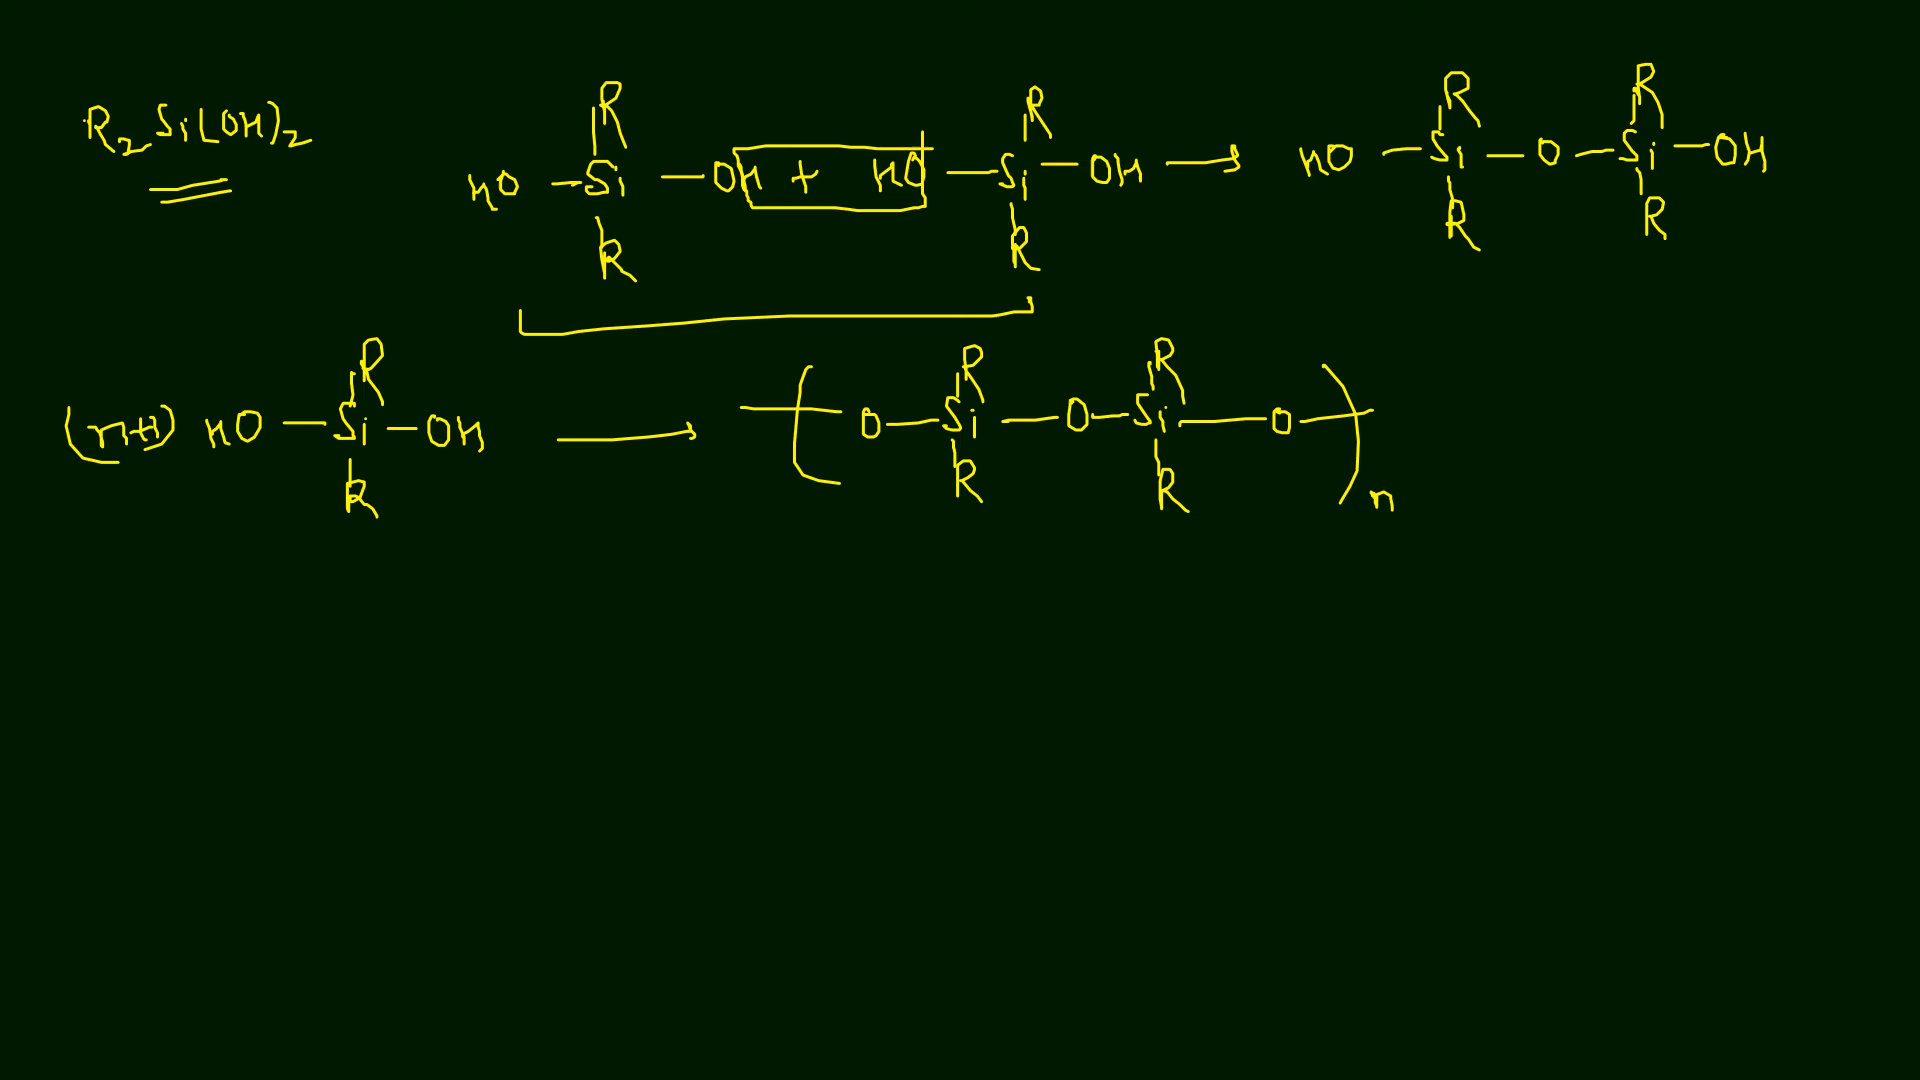 R R R R
R₂Si(OH)₂ HO — Si — OH + HO — Si — OH → HO — Si — O — Si — OH
R R R R
R R R
(n+1) HO — Si — OH → ( O — Si — O — Si — O )n
R R R